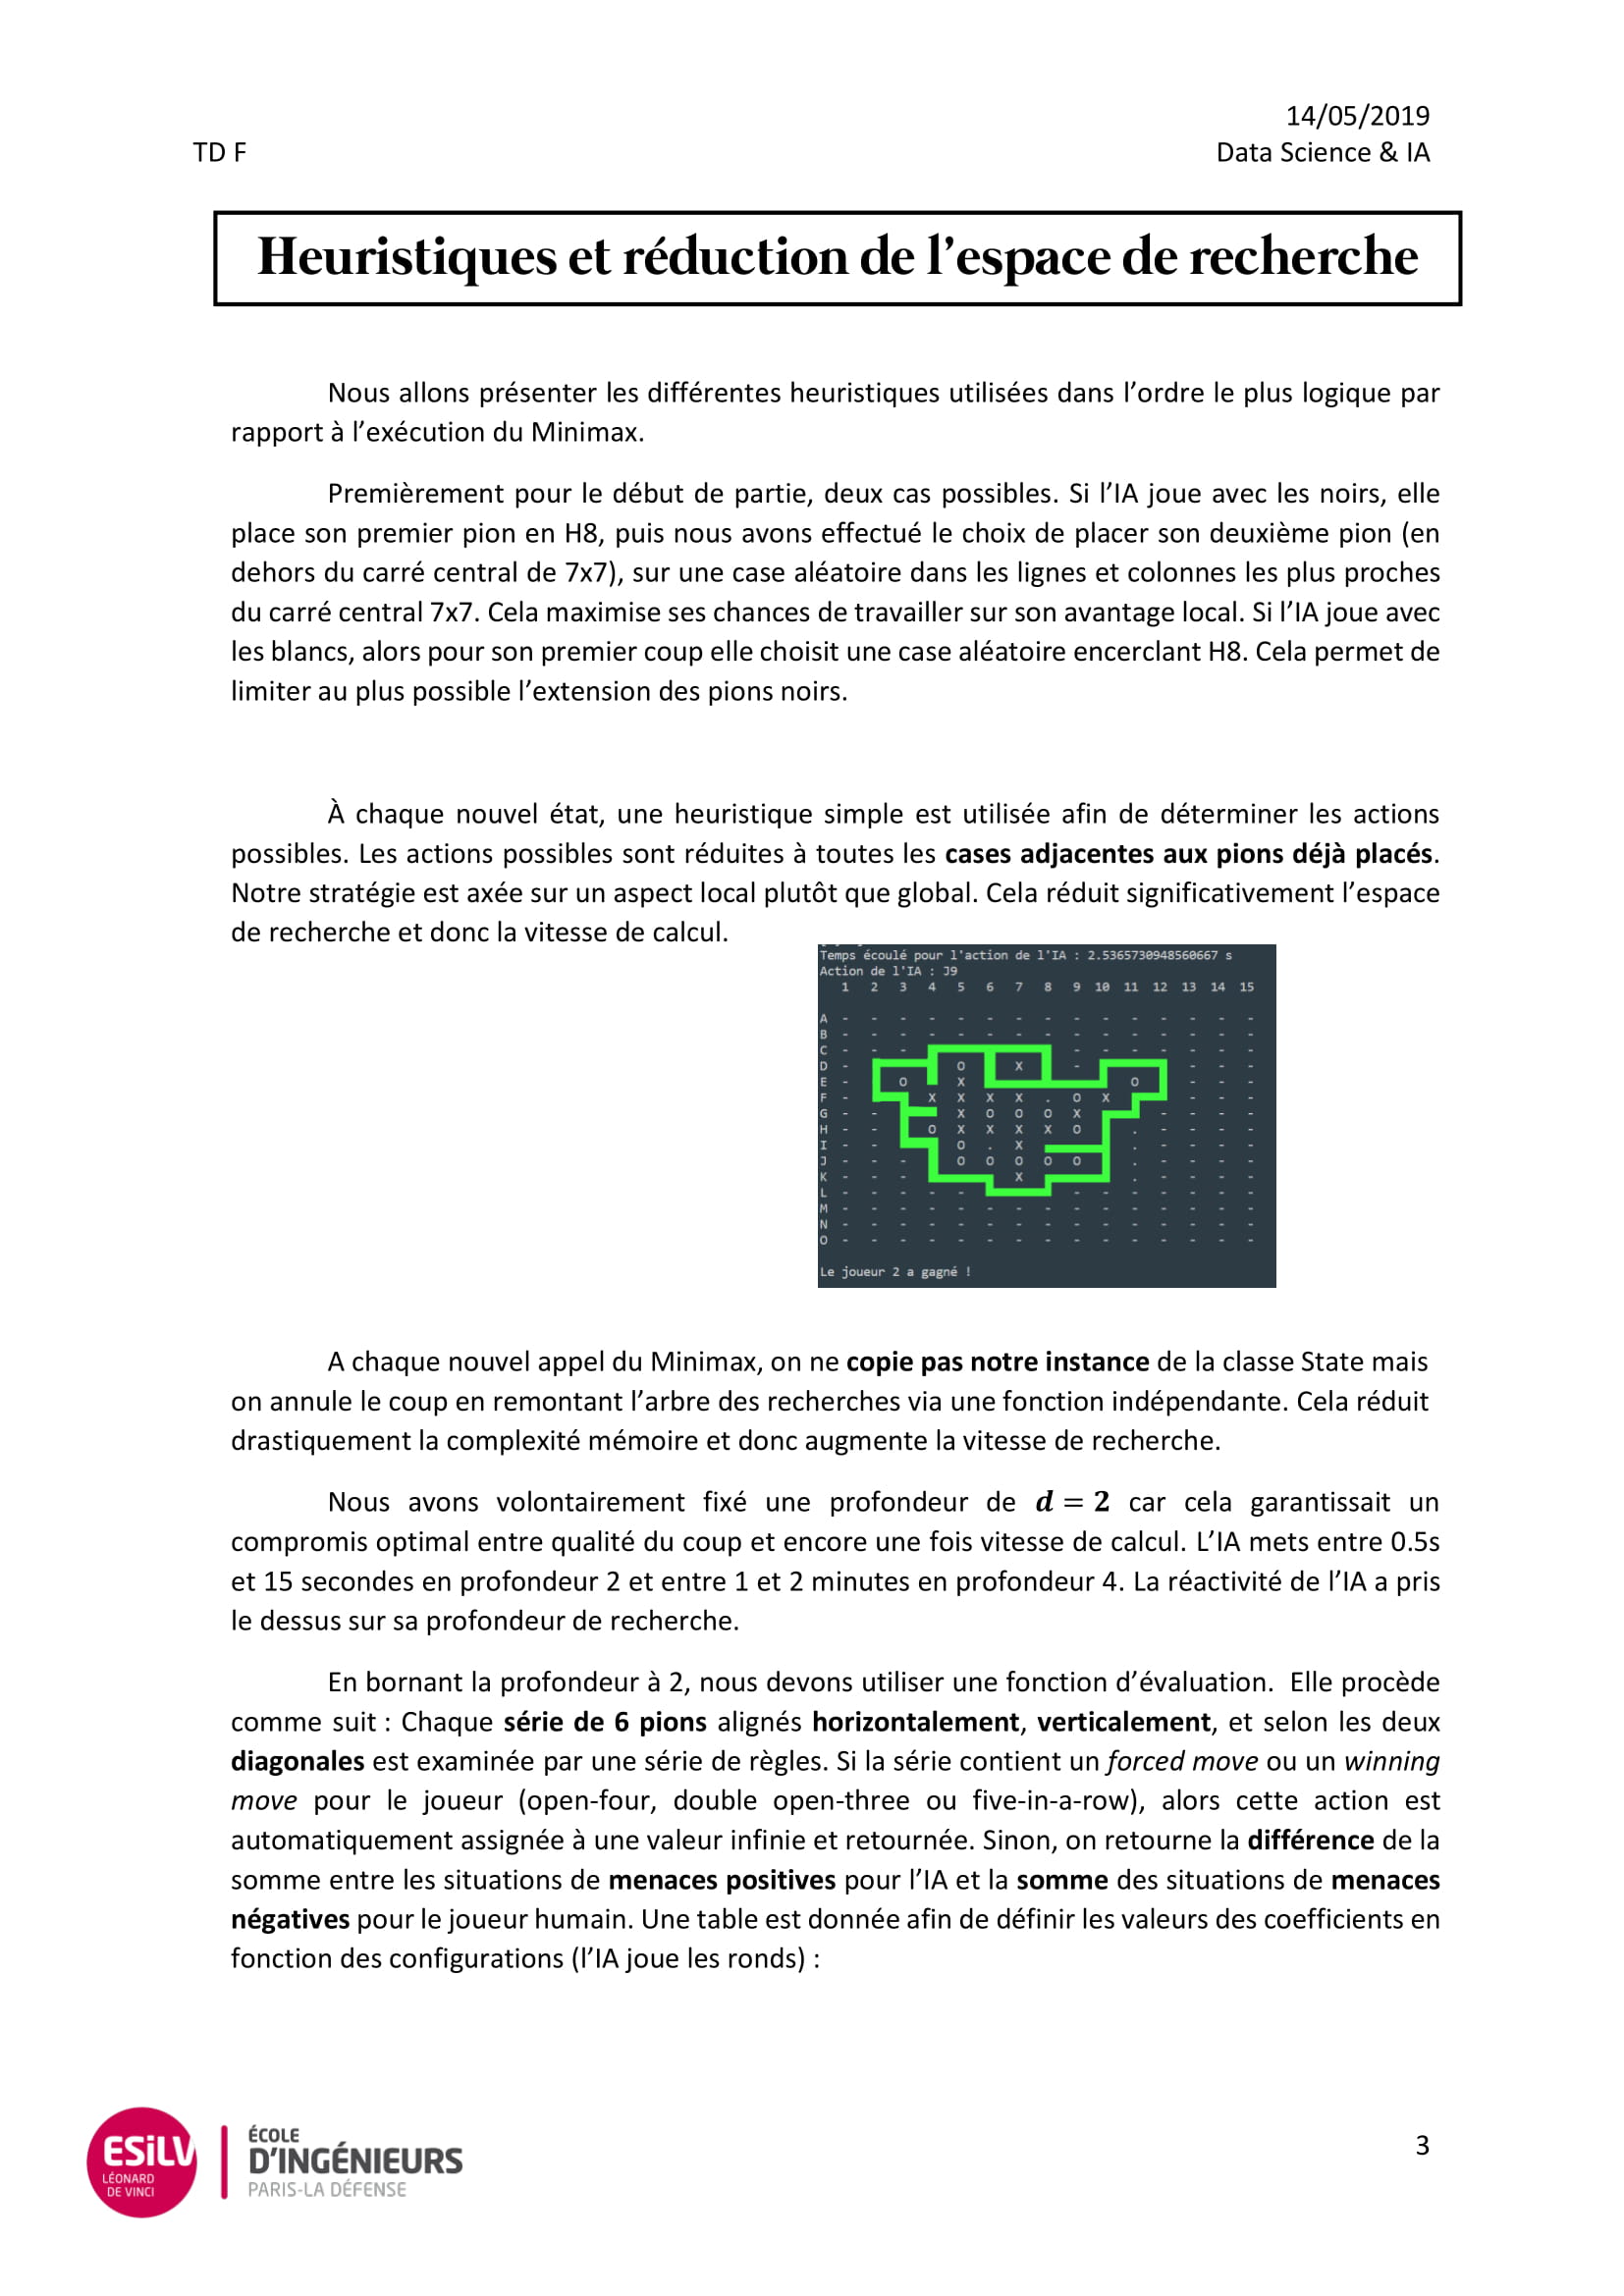 14/05/2019
TD F Data Science & IA
Heuristiques et réduction de l’espace de recherche
Nous allons présenter les différentes heuristiques utilisées dans l’ordre le plus logique par
rapport à l’exécution du Minimax.
Premièrement pour le début de partie, deux cas possibles. Si l’IA joue avec les noirs, elle
place son premier pion en H8, puis nous avons effectué le choix de placer son deuxième pion (en
dehors du carré central de 7x7), sur une case aléatoire dans les lignes et colonnes les plus proches
du carré central 7x7. Cela maximise ses chances de travailler sur son avantage local. Si l’IA joue avec
les blancs, alors pour son premier coup elle choisit une case aléatoire encerclant H8. Cela permet de
limiter au plus possible l’extension des pions noirs.
À chaque nouvel état, une heuristique simple est utilisée afin de déterminer les actions
possibles. Les actions possibles sont réduites à toutes les cases adjacentes aux pions déjà placés.
Notre stratégie est axée sur un aspect local plutôt que global. Cela réduit significativement l’espace
de recherche et donc la vitesse de calcul.
Temps écoulé pour l'action de l'IA : 2.5365730948560667 s
Action de l'IA : J9
1 2 3 4 5 6 7 8 9 10 11 12 13 14 15
A - - - - - - - - - - - - - - -
B - - - - - - - - - - - - - - -
C - - - - - - - - - -
D - O X - - - -
E - O X O - - -
F - X X X X . O X - - -
G - - X O O O X - - - -
H - - O X X X X O . - - - -
I - - O . X . - - - -
J - - - O O O O O . - - - -
K - - - X . - - - -
L - - - - - - - - - - - - -
M - - - - - - - - - - - - - - -
N - - - - - - - - - - - - - - -
O - - - - - - - - - - - - - - -
Le joueur 2 a gagné !
A chaque nouvel appel du Minimax, on ne copie pas notre instance de la classe State mais
on annule le coup en remontant l’arbre des recherches via une fonction indépendante. Cela réduit
drastiquement la complexité mémoire et donc augmente la vitesse de recherche.
Nous avons volontairement fixé une profondeur de d = 2 car cela garantissait un
compromis optimal entre qualité du coup et encore une fois vitesse de calcul. L’IA mets entre 0.5s
et 15 secondes en profondeur 2 et entre 1 et 2 minutes en profondeur 4. La réactivité de l’IA a pris
le dessus sur sa profondeur de recherche.
En bornant la profondeur à 2, nous devons utiliser une fonction d’évaluation. Elle procède
comme suit : Chaque série de 6 pions alignés horizontalement, verticalement, et selon les deux
diagonales est examinée par une série de règles. Si la série contient un forced move ou un winning
move pour le joueur (open-four, double open-three ou five-in-a-row), alors cette action est
automatiquement assignée à une valeur infinie et retournée. Sinon, on retourne la différence de la
somme entre les situations de menaces positives pour l’IA et la somme des situations de menaces
négatives pour le joueur humain. Une table est donnée afin de définir les valeurs des coefficients en
fonction des configurations (l’IA joue les ronds) :
ESiLV
LÉONARD
DE VINCI
ÉCOLE
D'INGÉNIEURS
PARIS-LA DÉFENSE
3